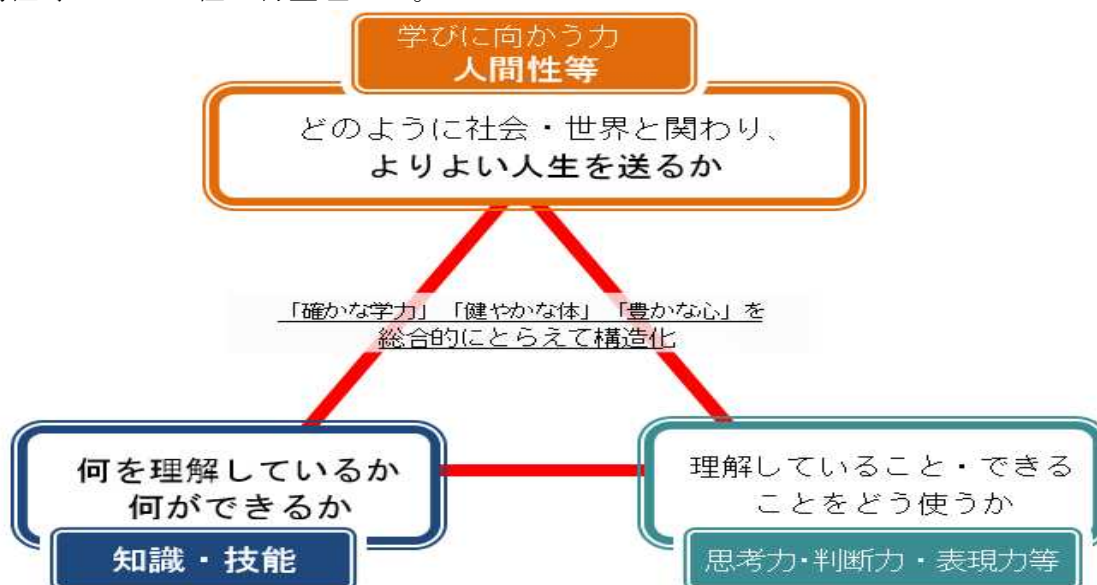 学びに向かう力
人間性等
どのように社会・世界と関わり、
よりよい人生を送るか
「確かな学力」「健やかな体」「豊かな心」を
総合的にとらえて構造化
何を理解しているか
何ができるか
知識・技能
理解していること・できる
ことをどう使うか
思考力・判断力・表現力等